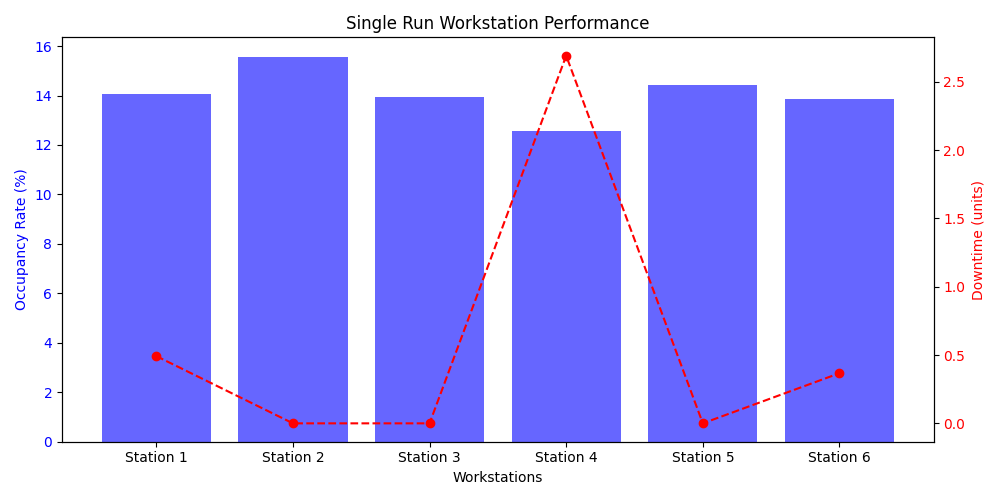 Single Run Workstation Performance
Occupancy Rate (%)
16
14
12
10
8
6
4
2
0
Station 1
Station 2
Station 3
Station 4
Station 5
Station 6
Workstations
2.5
2.0
1.5
1.0
0.5
0.0
Downtime (units)